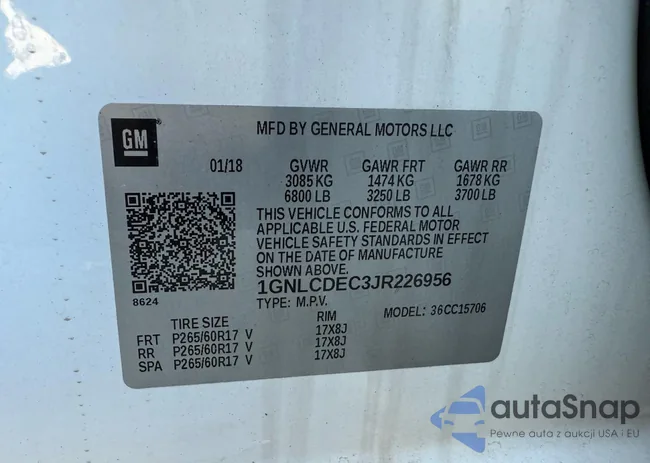 GM
MFD BY GENERAL MOTORS LLC
01/18 GVWR GAWR FRT GAWR RR
3085 KG 1474 KG 1678 KG
6800 LB 3250 LB 3700 LB
THIS VEHICLE CONFORMS TO ALL
APPLICABLE U.S. FEDERAL MOTOR
VEHICLE SAFETY STANDARDS IN EFFECT
ON THE DATE OF MANUFACTURE
SHOWN ABOVE.
8624
1GNLCDEC3JR226956
TYPE: M.P.V. MODEL: 36CC15706
TIRE SIZE RIM
FRT P265/60R17 V 17X8J
RR P265/60R17 V 17X8J
SPA P265/60R17 V 17X8J
autaSnap
Pewne auta z aukcji USA i EU